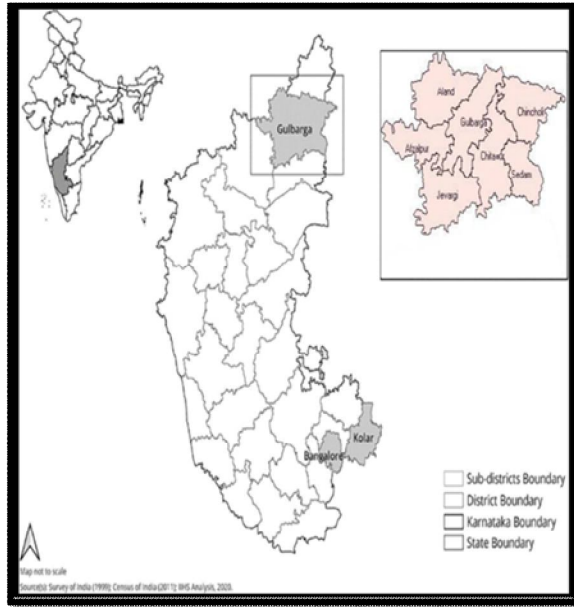 Gulbarga
Aland
Gulbarga
Chincholi
Afzalpur
Sedam
Jevargi
Kolar
Bangalore
Sub-districts Boundary
District Boundary
Karnataka Boundary
State Boundary
Map not to scale
Source(s): Survey of India (1999); Census of India (2011); IIHS Analysis, 2020.